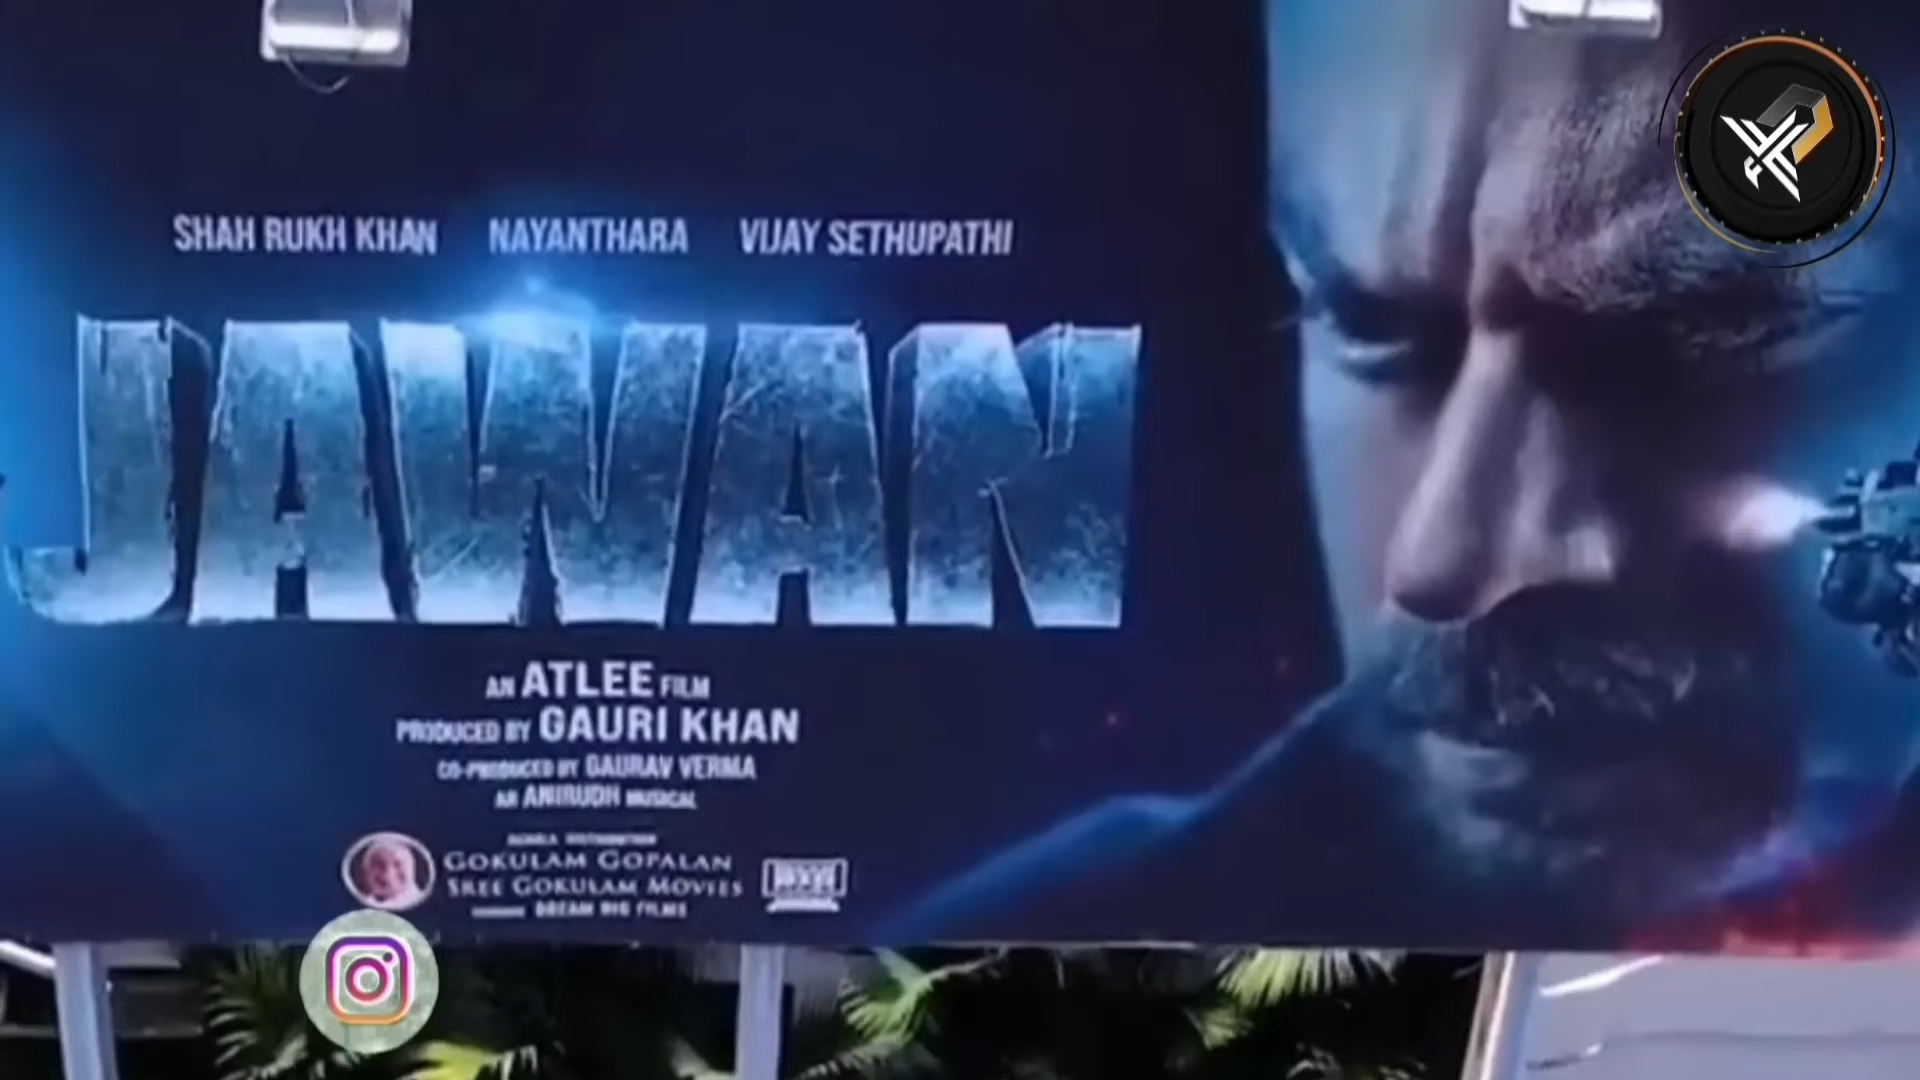 SHAH RUKH KHAN NAYANTHARA VIJAY SETHUPATHI
JAWAN
AN ATLEE FILM
PRODUCED BY GAURI KHAN
CO-PRODUCED BY GAURAV VERMA
AN ANIRUDH MUSICAL
GOKULAM GOPALAN
SREE GOKULAM MOVIES
DREAM BIG FILMS